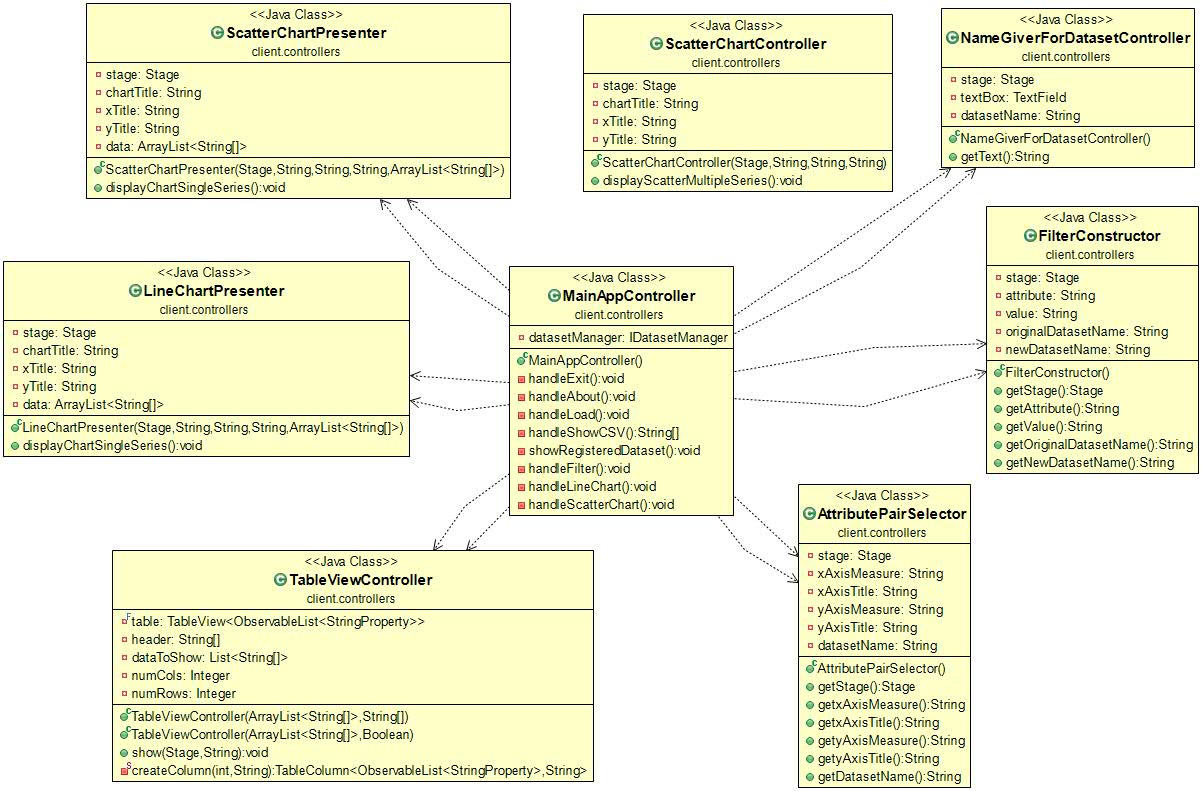 <<Java Class>>
ScatterChartPresenter
client.controllers
stage: Stage
chartTitle: String
xTitle: String
yTitle: String
data: ArrayList<String[]>
ScatterChartPresenter(Stage,String,String,String,ArrayList<String[]>)
displayChartSingleSeries():void
<<Java Class>>
ScatterChartController
client.controllers
stage: Stage
chartTitle: String
xTitle: String
yTitle: String
ScatterChartController(Stage,String,String,String)
displayScatterMultipleSeries():void
<<Java Class>>
NameGiverForDatasetController
client.controllers
stage: Stage
textBox: TextField
datasetName: String
NameGiverForDatasetController()
getText():String
<<Java Class>>
LineChartPresenter
client.controllers
stage: Stage
chartTitle: String
xTitle: String
yTitle: String
data: ArrayList<String[]>
LineChartPresenter(Stage,String,String,String,ArrayList<String[]>)
displayChartSingleSeries():void
<<Java Class>>
MainAppController
client.controllers
datasetManager: IDatasetManager
MainAppController()
handleExit():void
handleAbout():void
handleLoad():void
handleShowCSV():String[]
showRegisteredDataset():void
handleFilter():void
handleLineChart():void
handleScatterChart():void
<<Java Class>>
FilterConstructor
client.controllers
stage: Stage
attribute: String
value: String
originalDatasetName: String
newDatasetName: String
FilterConstructor()
getStage():Stage
getAttribute():String
getValue():String
getOriginalDatasetName():String
getNewDatasetName():String
<<Java Class>>
TableViewController
client.controllers
table: TableView<ObservableList<StringProperty>>
header: String[]
dataToShow: List<String[]>
numCols: Integer
numRows: Integer
TableViewController(ArrayList<String[]>,String[])
TableViewController(ArrayList<String[]>,Boolean)
show(Stage,String):void
createColumn(int,String):TableColumn<ObservableList<StringProperty>,String>
<<Java Class>>
AttributePairSelector
client.controllers
stage: Stage
xAxisMeasure: String
xAxisTitle: String
yAxisMeasure: String
yAxisTitle: String
datasetName: String
AttributePairSelector()
getStage():Stage
getxAxisMeasure():String
getxAxisTitle():String
getyAxisMeasure():String
getyAxisTitle():String
getDatasetName():String